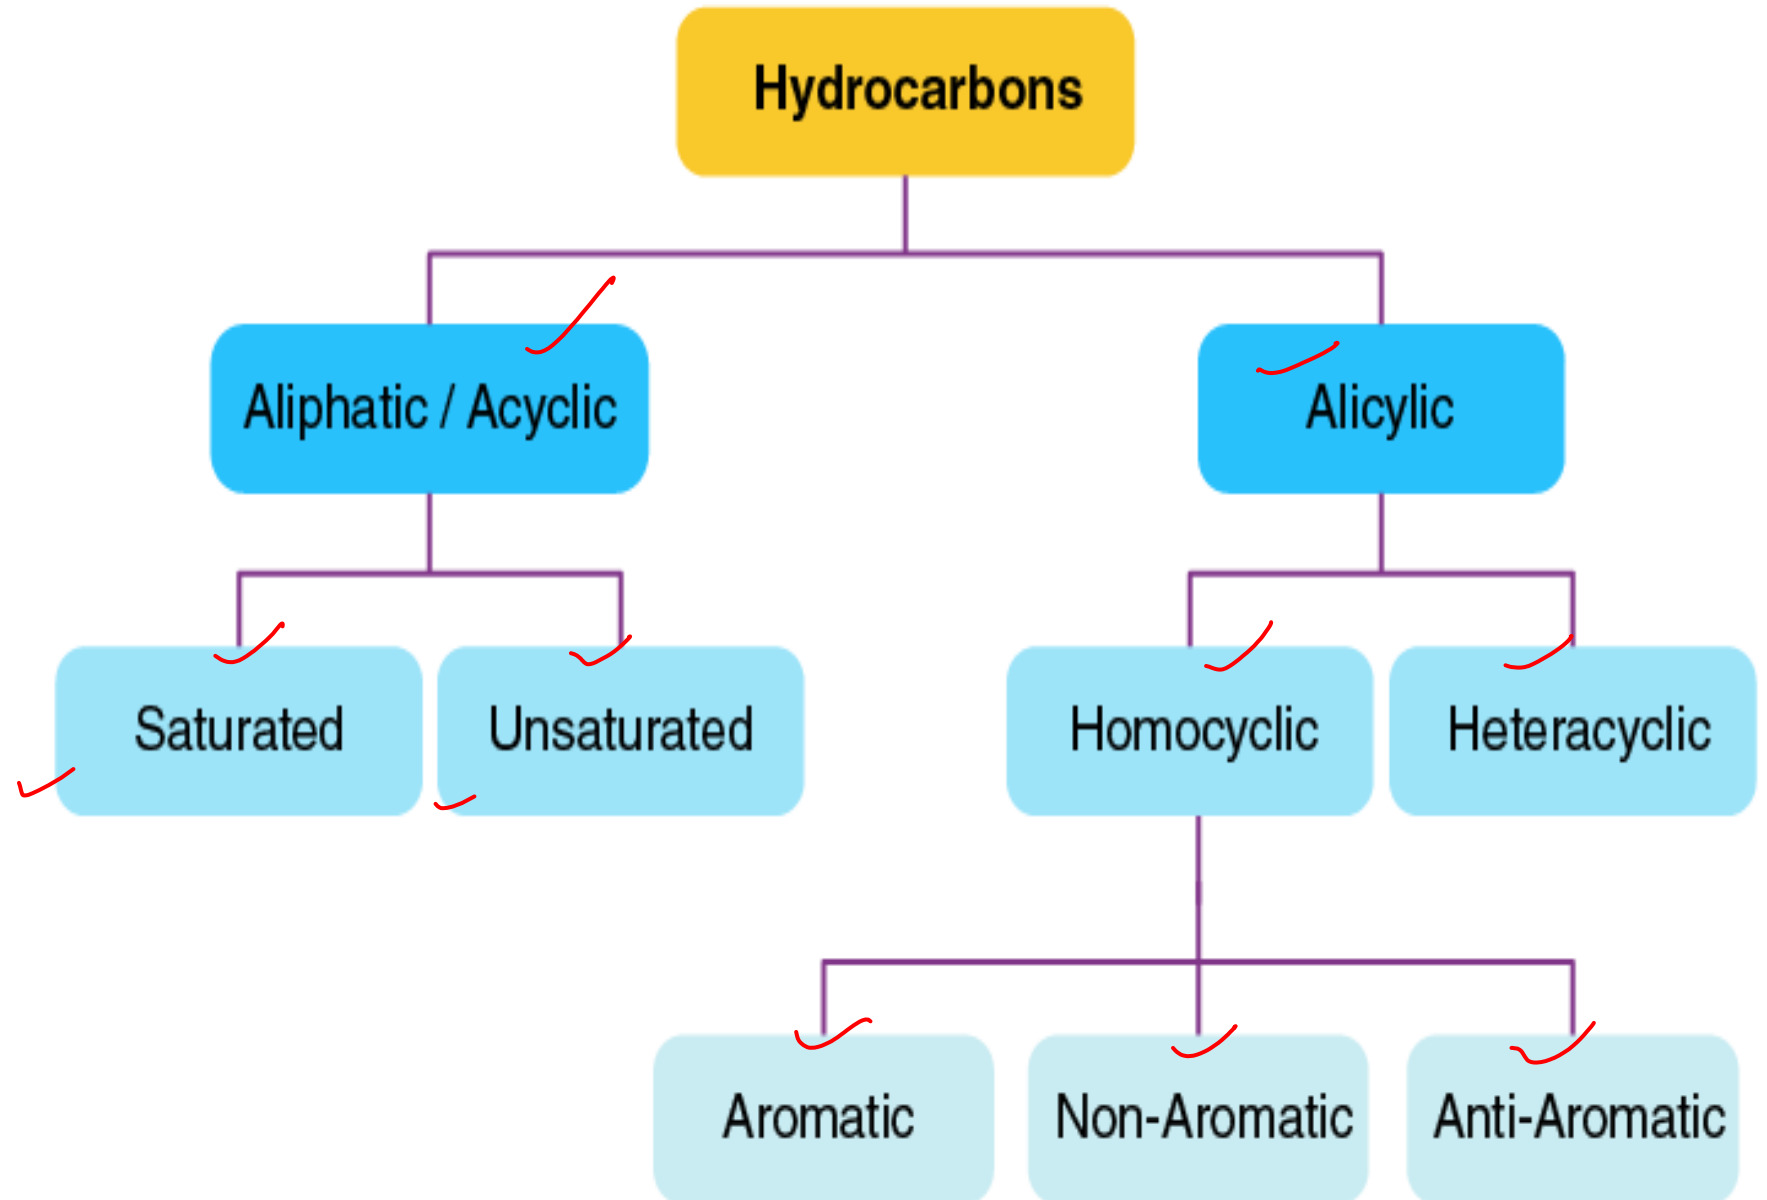 Hydrocarbons
Aliphatic / Acyclic
Alicylic
Saturated
Unsaturated
Homocyclic
Heteracyclic
Aromatic
Non-Aromatic
Anti-Aromatic